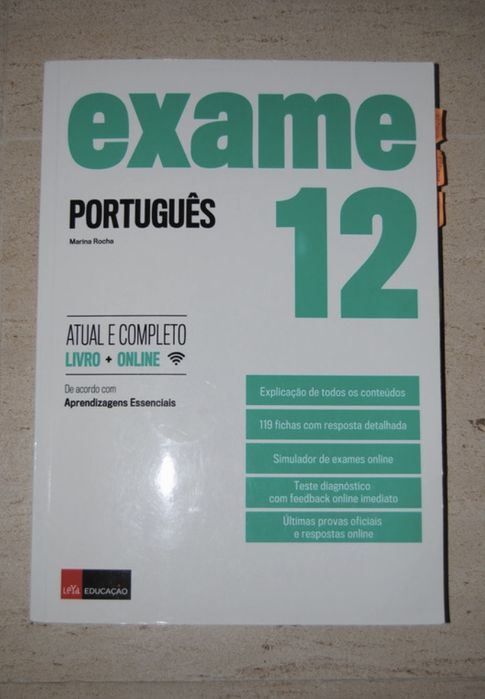 exame
12
PORTUGUÊS
Marina Rocha
ATUAL E COMPLETO
LIVRO + ONLINE
De acordo com
Aprendizagens Essenciais
Explicação de todos os conteúdos
119 fichas com resposta detalhada
Simulador de exames online
Teste diagnóstico
com feedback online imediato
Últimas provas oficiais
e respostas online
LeYa EDUCAÇÃO